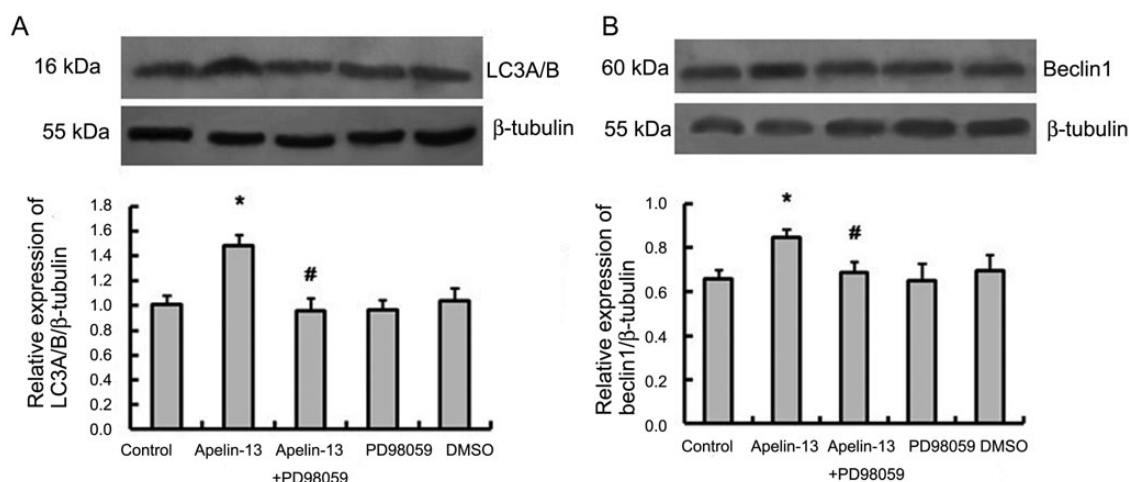 A
16 kDa
LC3A/B
55 kDa
β-tubulin
Relative expression of
LC3A/B/β-tubulin
1.8
1.6
1.4
1.2
1.0
0.8
0.6
0.4
0.2
0.0
*
#
Control
Apelin-13
Apelin-13
+PD98059
PD98059
DMSO
B
60 kDa
Beclin1
55 kDa
β-tubulin
Relative expression of
beclin1/β-tubulin
1.0
0.8
0.6
0.4
0.2
0.0
*
#
Control
Apelin-13
Apelin-13
+PD98059
PD98059
DMSO